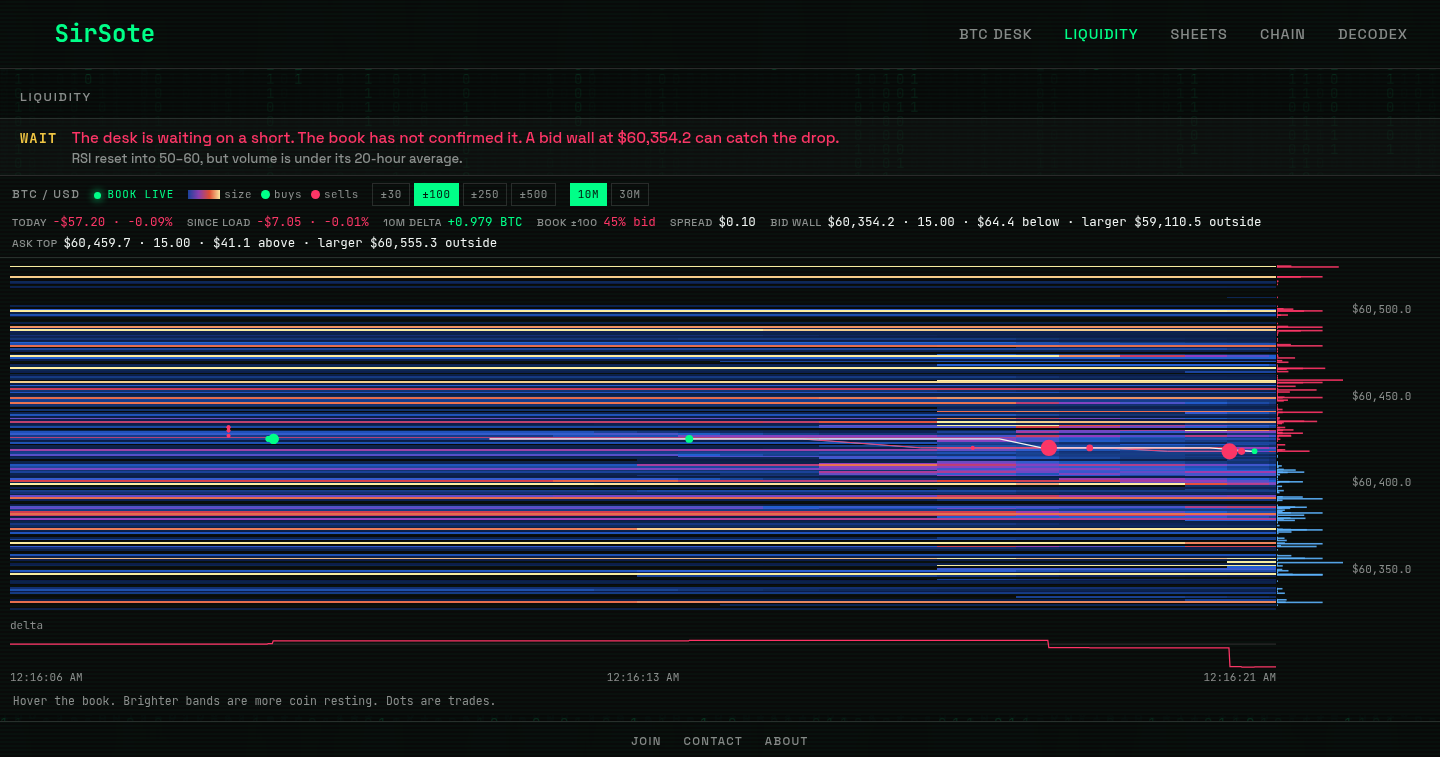 SirSote
BTC DESK LIQUIDITY SHEETS CHAIN DECODEX
LIQUIDITY
WAIT The desk is waiting on a short. The book has not confirmed it. A bid wall at $60,354.2 can catch the drop.
RSI reset into 50–60, but volume is under its 20-hour average.
BTC / USD BOOK LIVE size buys sells ±30 ±100 ±250 ±500 10M 30M
TODAY -$57.20 · -0.09% SINCE LOAD -$7.05 · -0.01% 10M DELTA +0.979 BTC BOOK ±100 45% bid SPREAD $0.10 BID WALL $60,354.2 · 15.00 · $64.4 below · larger $59,110.5 outside
ASK TOP $60,459.7 · 15.00 · $41.1 above · larger $60,555.3 outside
$60,500.0
$60,450.0
$60,400.0
$60,350.0
delta
12:16:06 AM 12:16:13 AM 12:16:21 AM
Hover the book. Brighter bands are more coin resting. Dots are trades.
JOIN CONTACT ABOUT